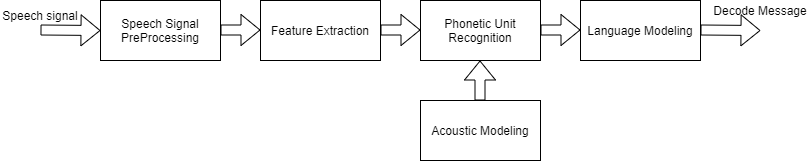 Speech signal
Speech Signal
PreProcessing
Feature Extraction
Phonetic Unit
Recognition
Language Modeling
Decode Message
Acoustic Modeling